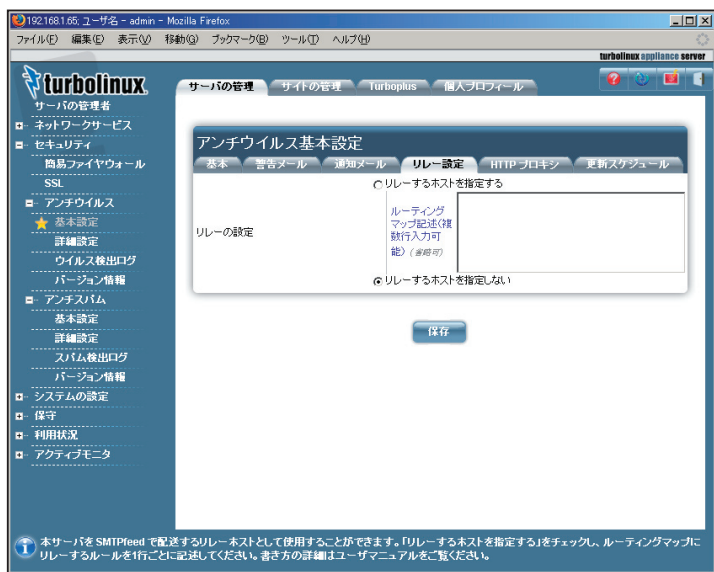 192.168.1.65: ユーザ名 - admin - Mozilla Firefox
ファイル(F) 編集(E) 表示(V) 移動(G) ブックマーク(B) ツール(T) ヘルプ(H)
turbolinux appliance server
turbolinux
サーバの管理 サイトの管理 Turboplus 個人プロフィール
サーバの管理者
ネットワークサービス
セキュリティ
簡易ファイヤウォール
SSL
アンチウイルス
基本設定
詳細設定
ウイルス検出ログ
バージョン情報
アンチスパム
基本設定
詳細設定
スパム検出ログ
バージョン情報
システムの設定
保守
利用状況
アクティブモニタ
アンチウイルス基本設定
基本 警告メール 通知メール リレー設定 HTTP プロキシ 更新スケジュール
リレーの設定
リレーするホストを指定する
ルーティング
マップ記述(複
数行入力可
能) (省略可)
リレーするホストを指定しない
保存
本サーバを SMTPfeed で配送するリレーホストとして使用することができます。「リレーするホストを指定する」をチェックし、ルーティングマップに
リレーするルールを1行ごとに記述してください。書き方の詳細はユーザマニュアルをご覧ください。